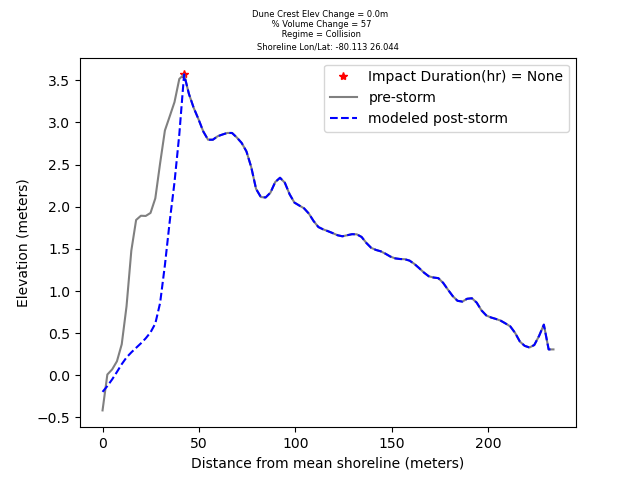 Dune Crest Elev Change = 0.0m
% Volume Change = 57
Regime = Collision
Shoreline Lon/Lat: -80.113 26.044
Impact Duration(hr) = None
pre-storm
modeled post-storm
Elevation (meters)
3.5
3.0
2.5
2.0
1.5
1.0
0.5
0.0
−0.5
0 50 100 150 200
Distance from mean shoreline (meters)